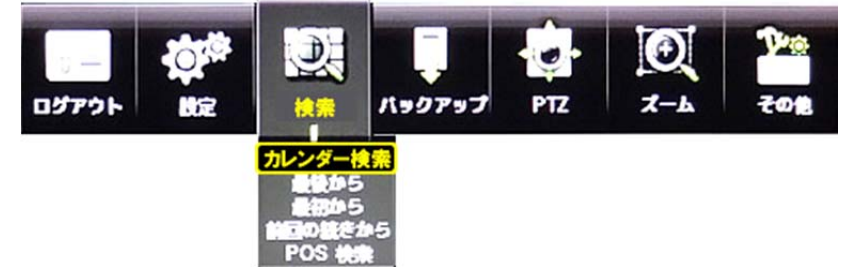 ログアウト
設定
検索
バックアップ
PTZ
ズーム
その他
カレンダー検索
最後から
最初から
前回の続きから
POS 検索